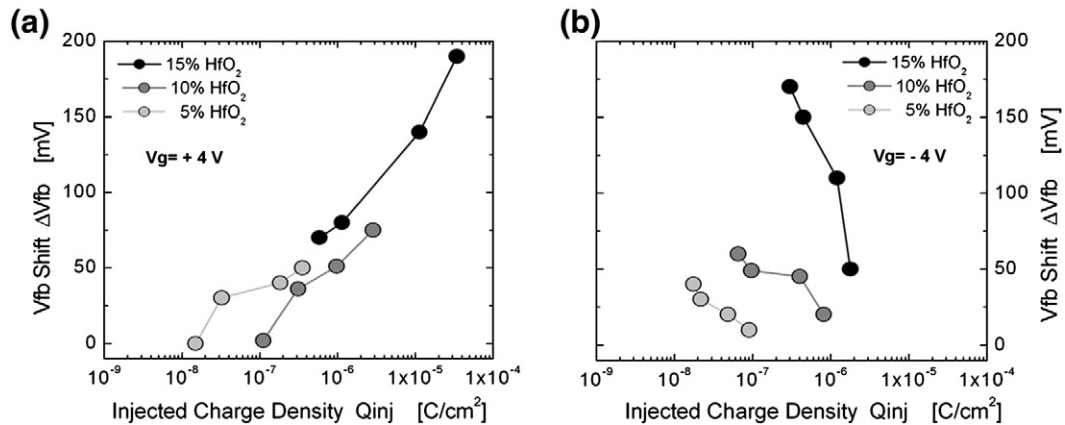 (a)
200
150
100
50
0
Vfb Shift ΔVfb [mV]
15% HfO₂
10% HfO₂
5% HfO₂
Vg= + 4 V
10⁻⁹ 10⁻⁸ 10⁻⁷ 10⁻⁶ 1x10⁻⁵ 1x10⁻⁴
Injected Charge Density Qinj [C/cm²]
(b)
15% HfO₂
10% HfO₂
5% HfO₂
Vg= - 4 V
200
150
100
50
0
Vfb Shift ΔVfb [mV]
10⁻⁹ 10⁻⁸ 10⁻⁷ 10⁻⁶ 1x10⁻⁵ 1x10⁻⁴
Injected Charge Density Qinj [C/cm²]